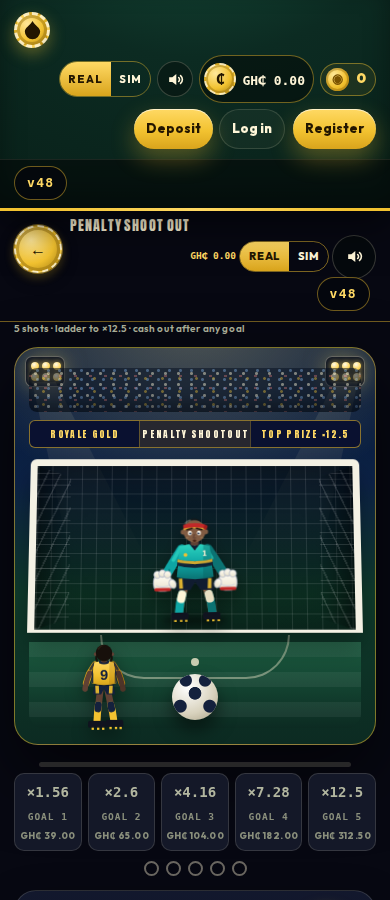 REAL SIM ₵ GH₵ 0.00 0
Deposit Log in Register
v48
PENALTY SHOOT OUT
← GH₵ 0.00 REAL SIM
v48
5 shots · ladder to ×12.5 · cash out after any goal
ROYALE GOLD PENALTY SHOOTOUT TOP PRIZE ·12.5
1
9
×1.56 ×2.6 ×4.16 ×7.28 ×12.5
GOAL 1 GOAL 2 GOAL 3 GOAL 4 GOAL 5
GH₵ 39.00 GH₵ 65.00 GH₵ 104.00 GH₵ 182.00 GH₵ 312.50